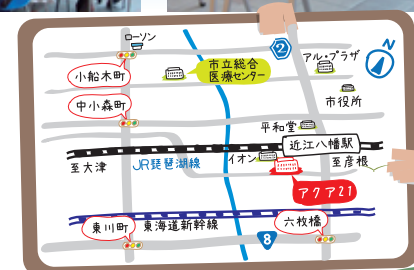 ローソン
小船木町
市立総合
医療センター
2
アル・プラザ
N
中小森町
市役所
平和堂
近江八幡駅
至大津
JR琵琶湖線
イオン
至彦根
アクア21
東川町
東海道新幹線
8
六枚橋